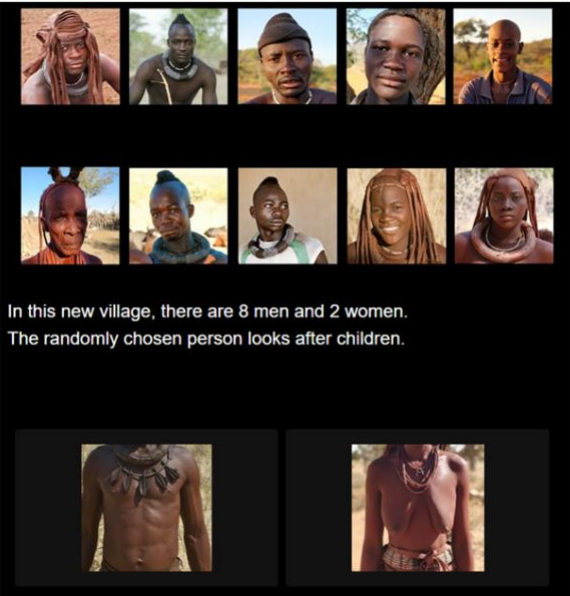 In this new village, there are 8 men and 2 women.
The randomly chosen person looks after children.